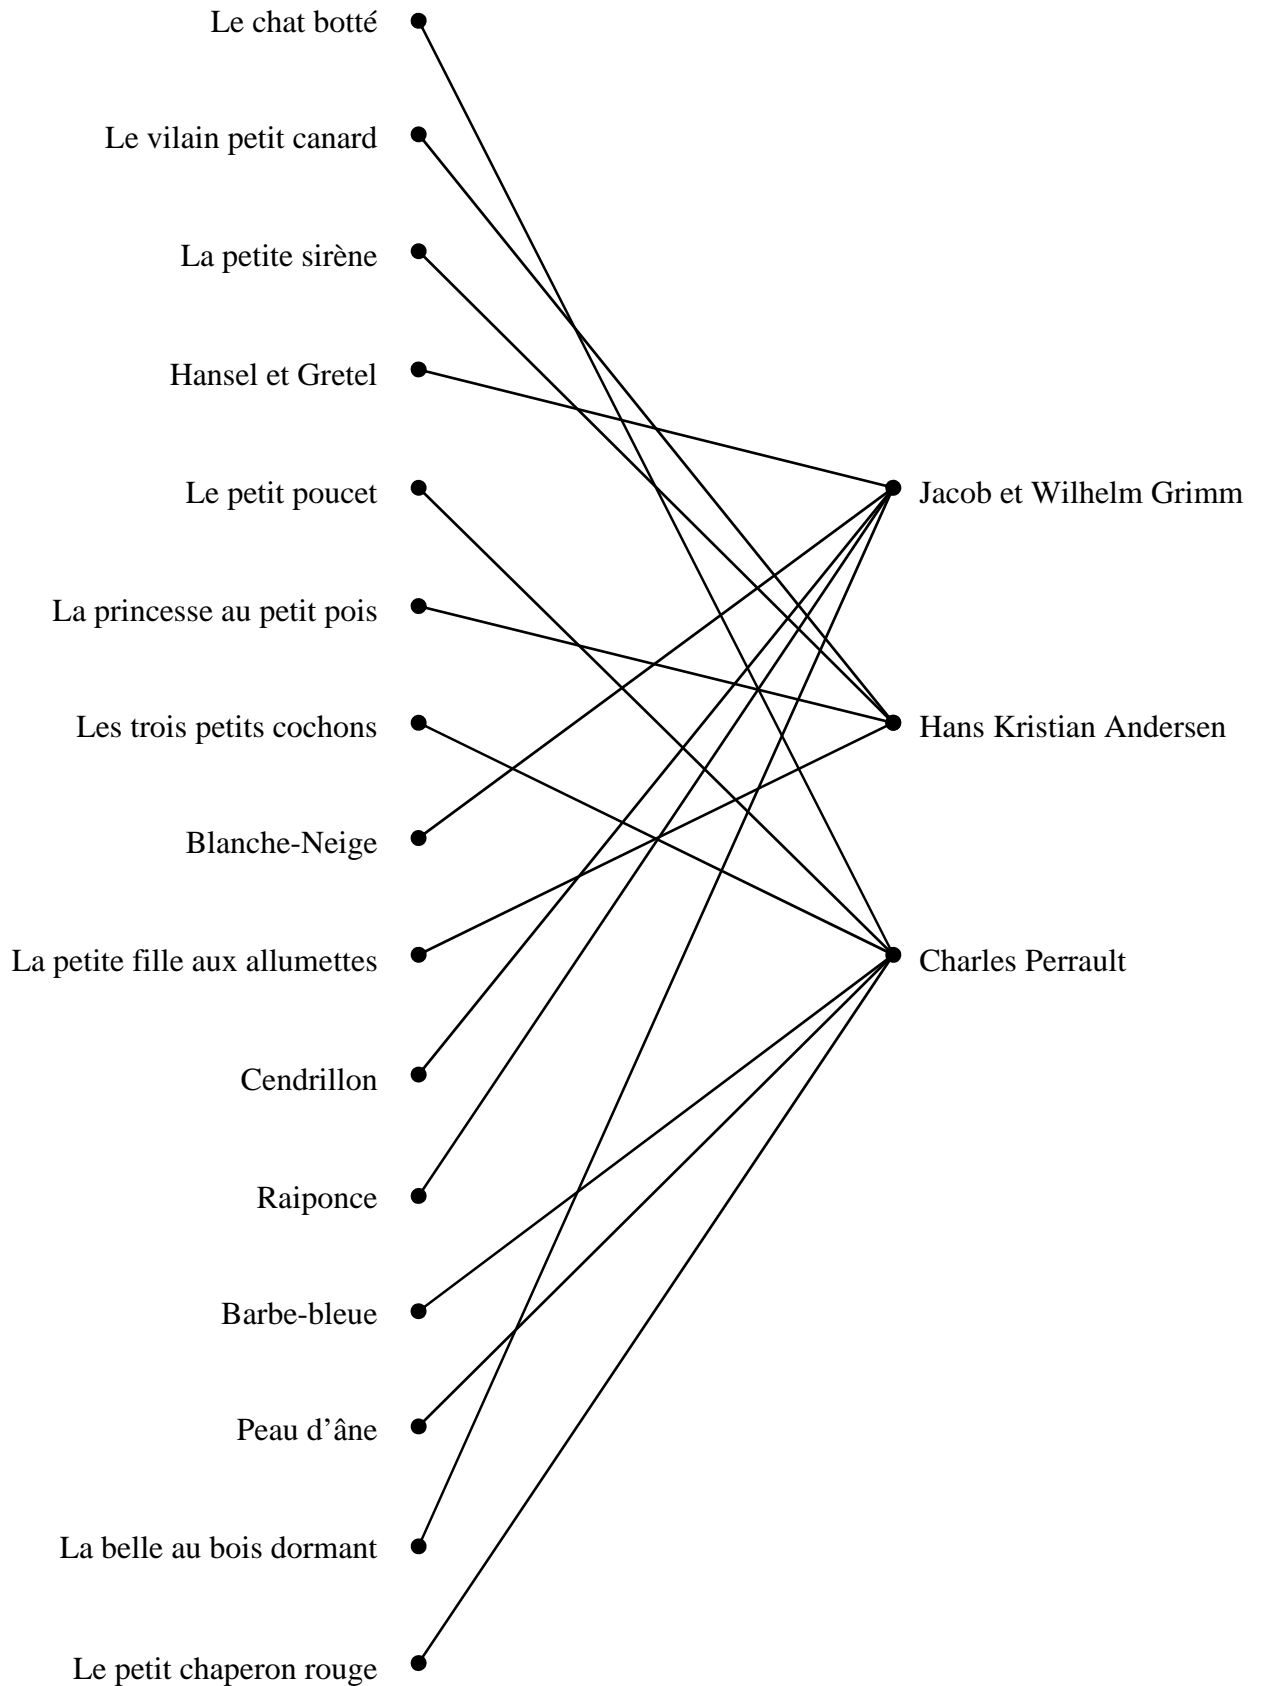 Le chat botté
Le vilain petit canard
La petite sirène
Hansel et Gretel
Le petit poucet
La princesse au petit pois
Les trois petits cochons
Blanche-Neige
La petite fille aux allumettes
Cendrillon
Raiponce
Barbe-bleue
Peau d’âne
La belle au bois dormant
Le petit chaperon rouge
Jacob et Wilhelm Grimm
Hans Kristian Andersen
Charles Perrault